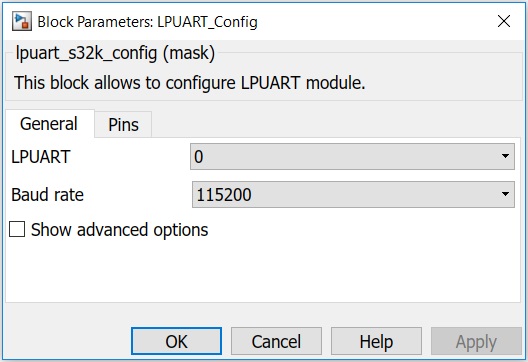 Block Parameters: LPUART_Config
lpuart_s32k_config (mask)
This block allows to configure LPUART module.
General Pins
LPUART 0
Baud rate 115200
Show advanced options
OK Cancel Help Apply